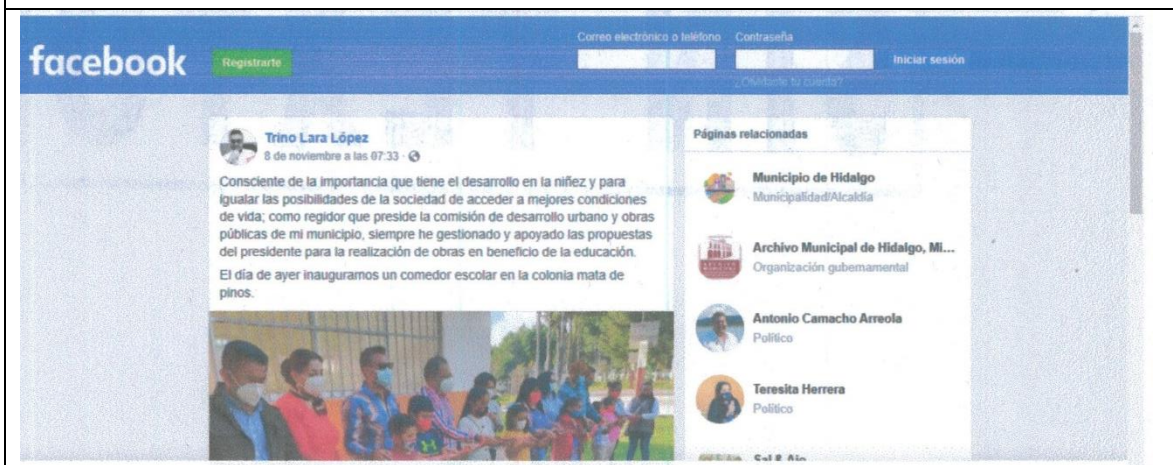 facebook
Registrarte
Correo electrónico o teléfono
Contraseña
Iniciar sesión
¿Olvidaste tu cuenta?
Trino Lara López
8 de noviembre a las 07:33 ·
Consciente de la importancia que tiene el desarrollo en la niñez y para
igualar las posibilidades de la sociedad de acceder a mejores condiciones
de vida; como regidor que preside la comisión de desarrollo urbano y obras
públicas de mi municipio, siempre he gestionado y apoyado las propuestas
del presidente para la realización de obras en beneficio de la educación.
El día de ayer inauguramos un comedor escolar en la colonia mata de
pinos.
Páginas relacionadas
Municipio de Hidalgo
Municipalidad/Alcaldía
Archivo Municipal de Hidalgo, Mi...
Organización gubernamental
Antonio Camacho Arreola
Político
Teresita Herrera
Político
Sal & Ajo